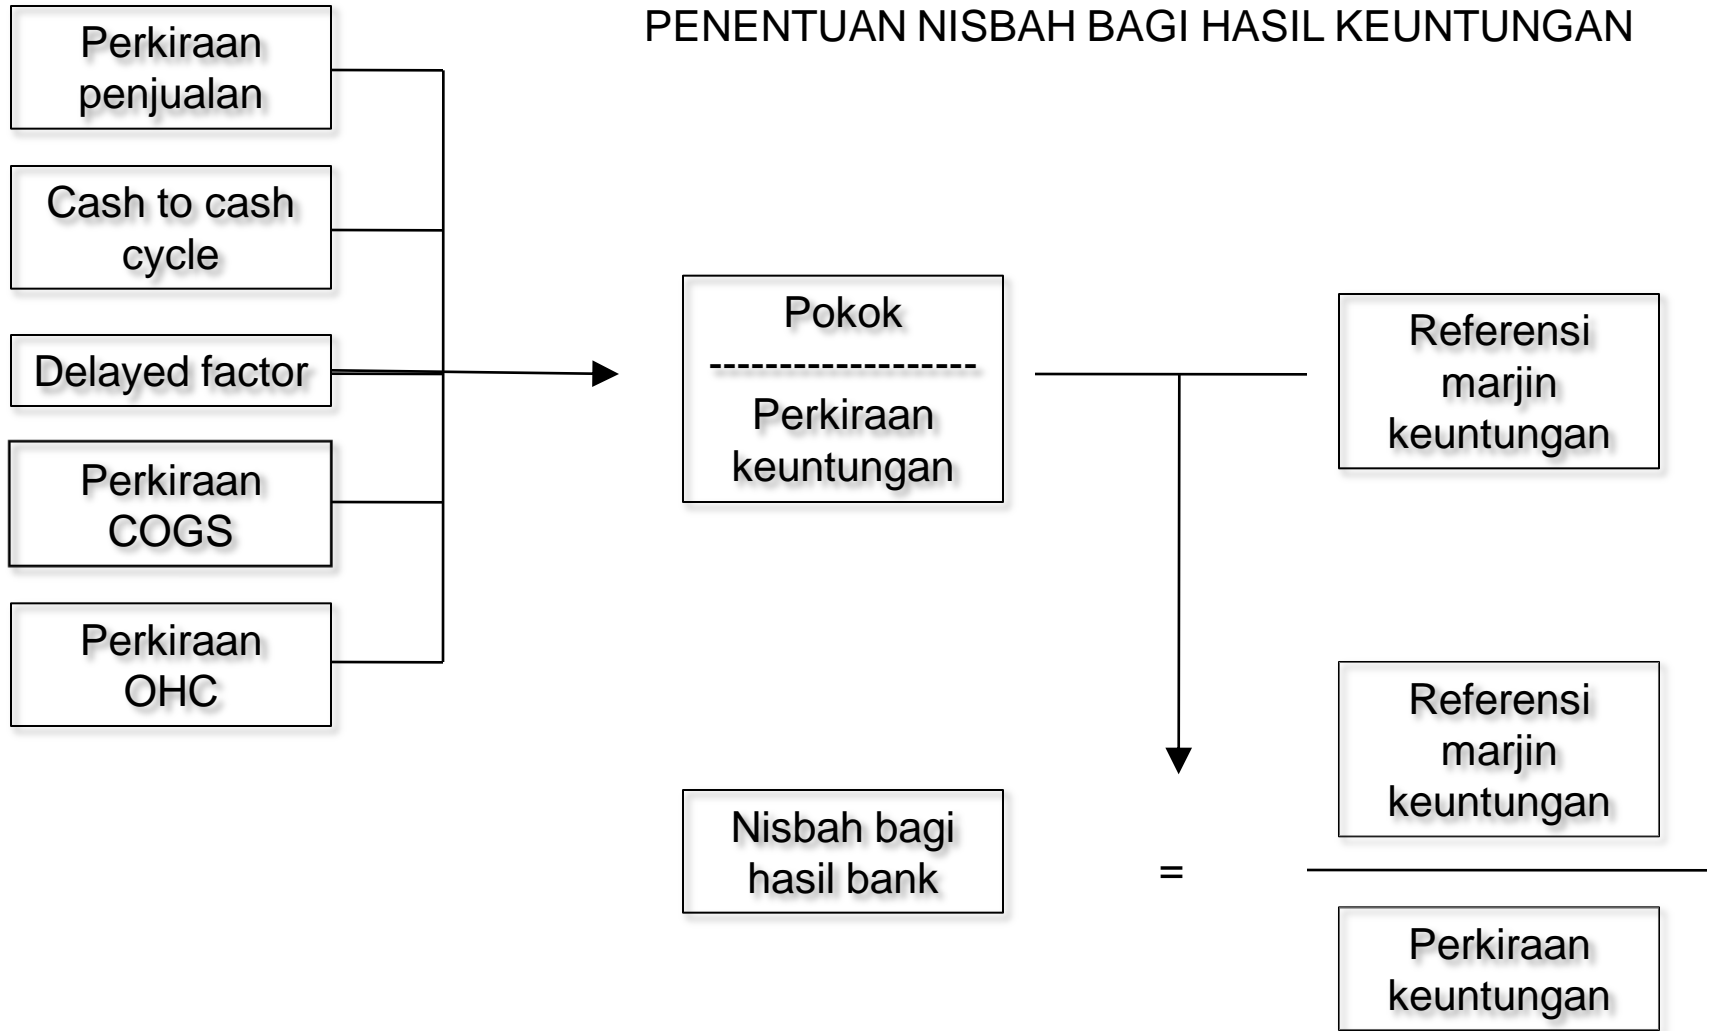 PENENTUAN NISBAH BAGI HASIL KEUNTUNGAN
Perkiraan
penjualan
Cash to cash
cycle
Delayed factor
Perkiraan
COGS
Perkiraan
OHC
Pokok
-------------------
Perkiraan
keuntungan
Referensi
marjin
keuntungan
Nisbah bagi
hasil bank
=
Referensi
marjin
keuntungan
Perkiraan
keuntungan